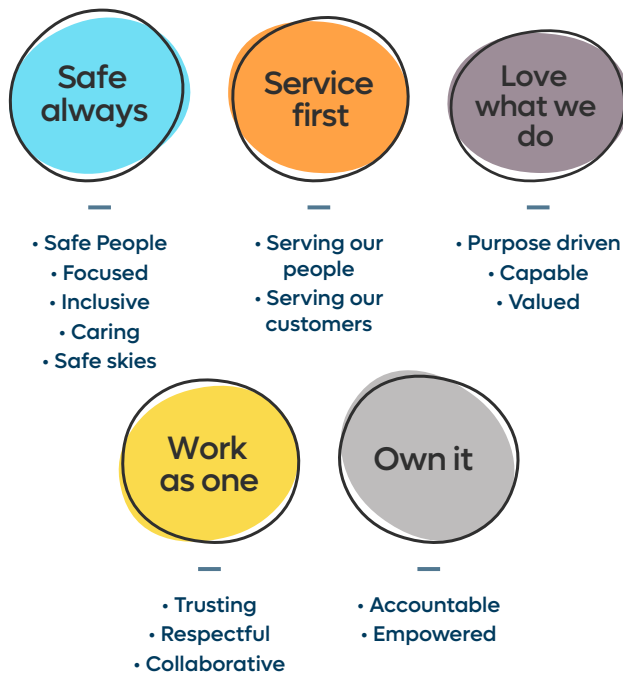 Safe
always
• Safe People
• Focused
• Inclusive
• Caring
• Safe skies
Service
first
• Serving our
people
• Serving our
customers
Love
what we
do
• Purpose driven
• Capable
• Valued
Work
as one
• Trusting
• Respectful
• Collaborative
Own it
• Accountable
• Empowered